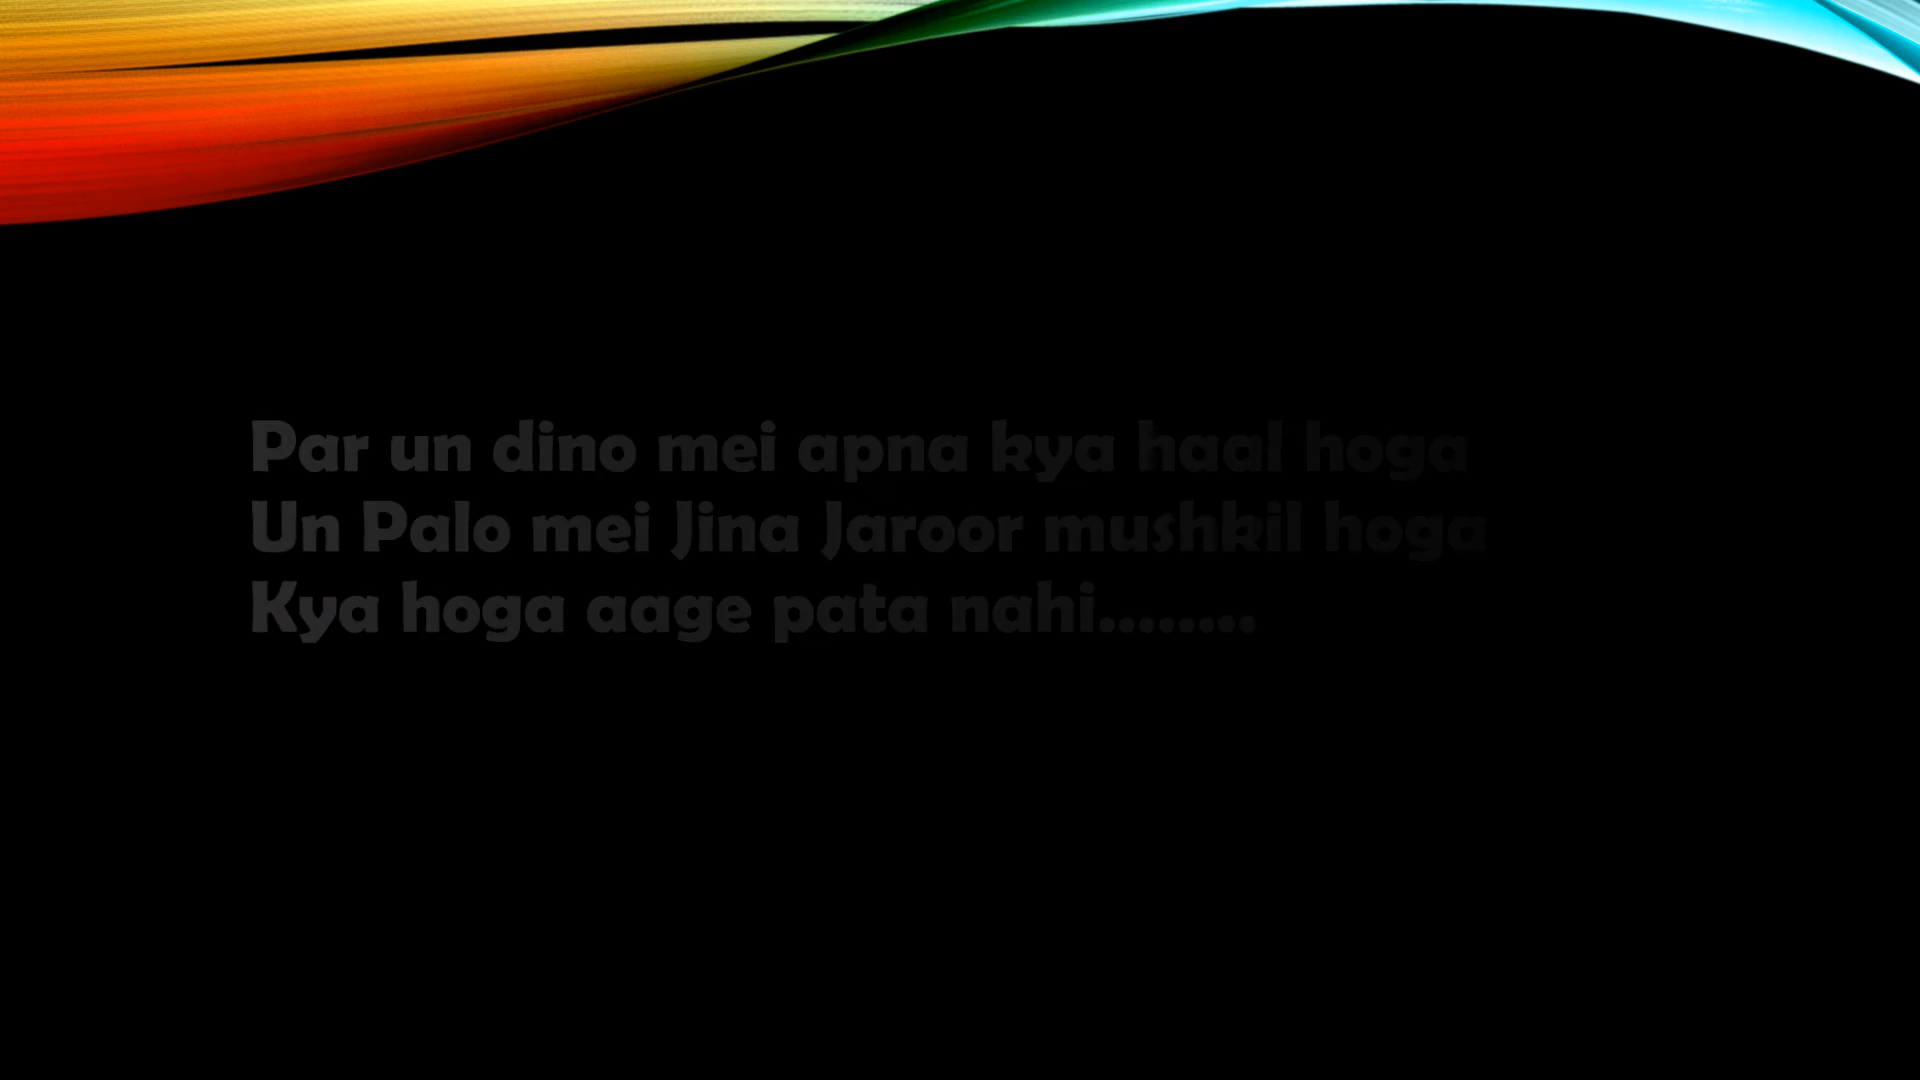 Par un dino mei apna kya haal hoga
Un Palo mei Jina Jaroor mushkil hoga
Kya hoga aage pata nahi........